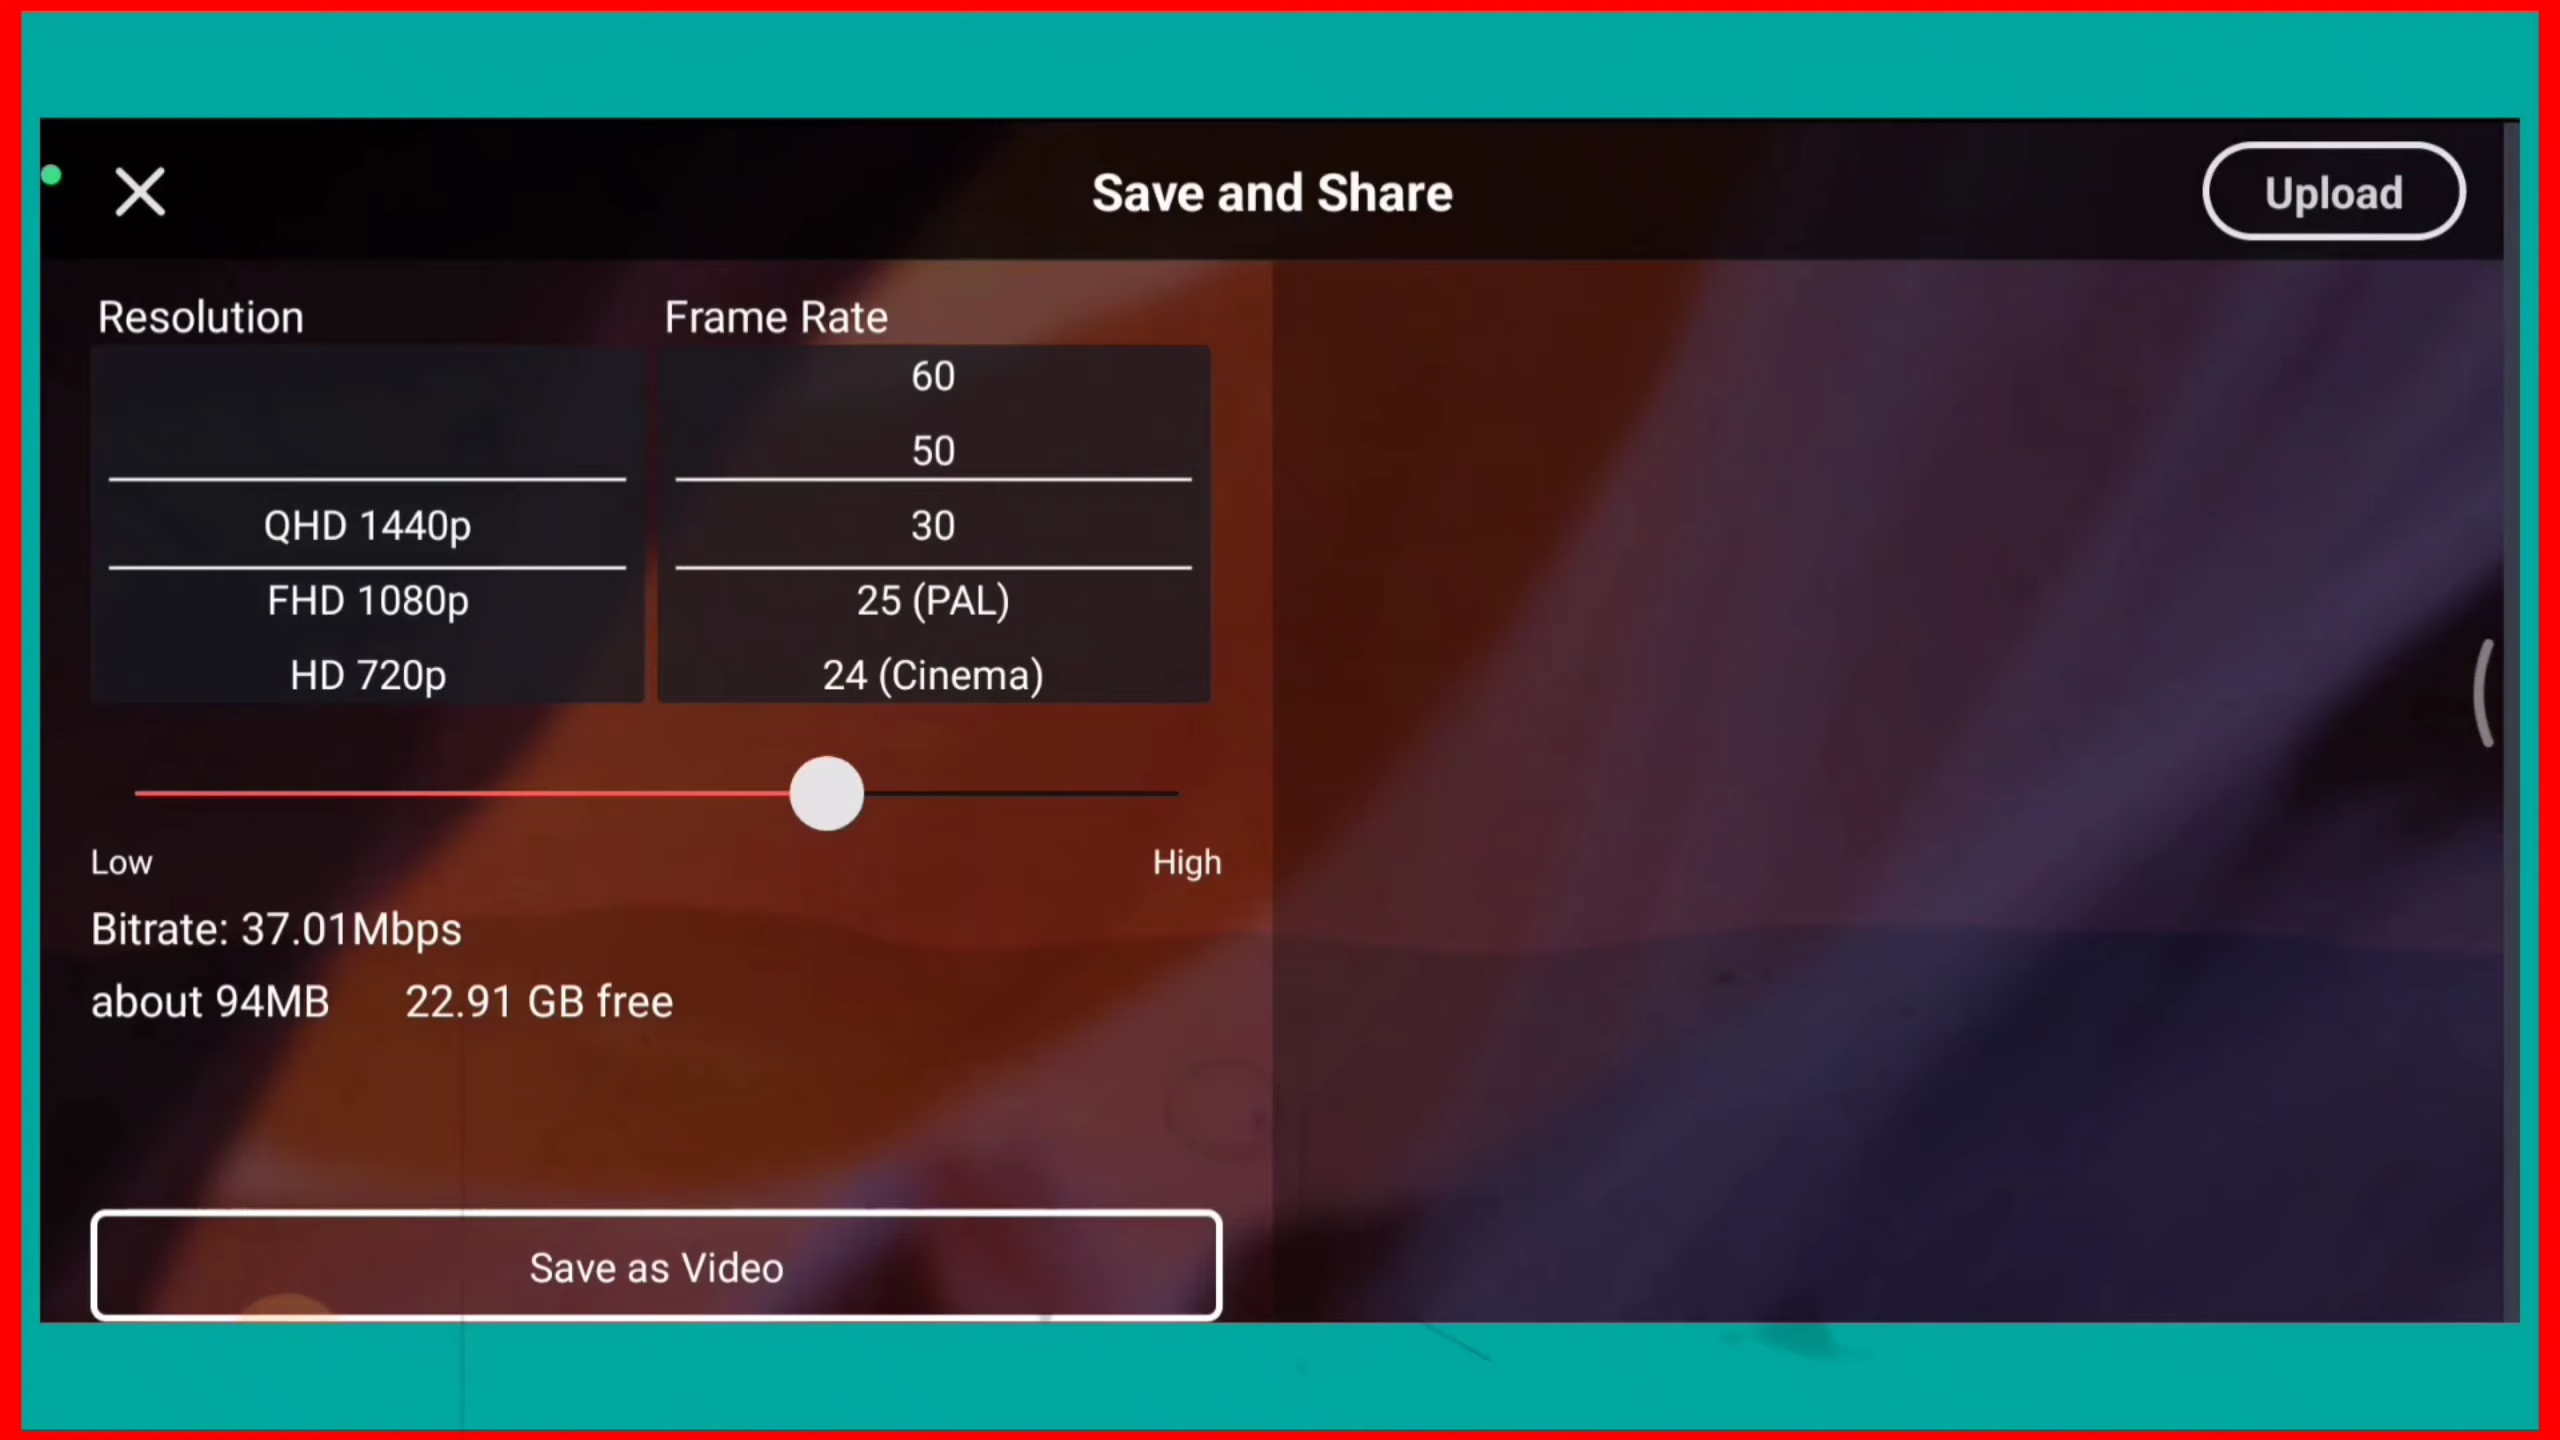 Save and Share
Upload
Resolution
QHD 1440p
FHD 1080p
HD 720p
Frame Rate
60
50
30
25 (PAL)
24 (Cinema)
Low
High
Bitrate: 37.01Mbps
about 94MB 22.91 GB free
Save as Video